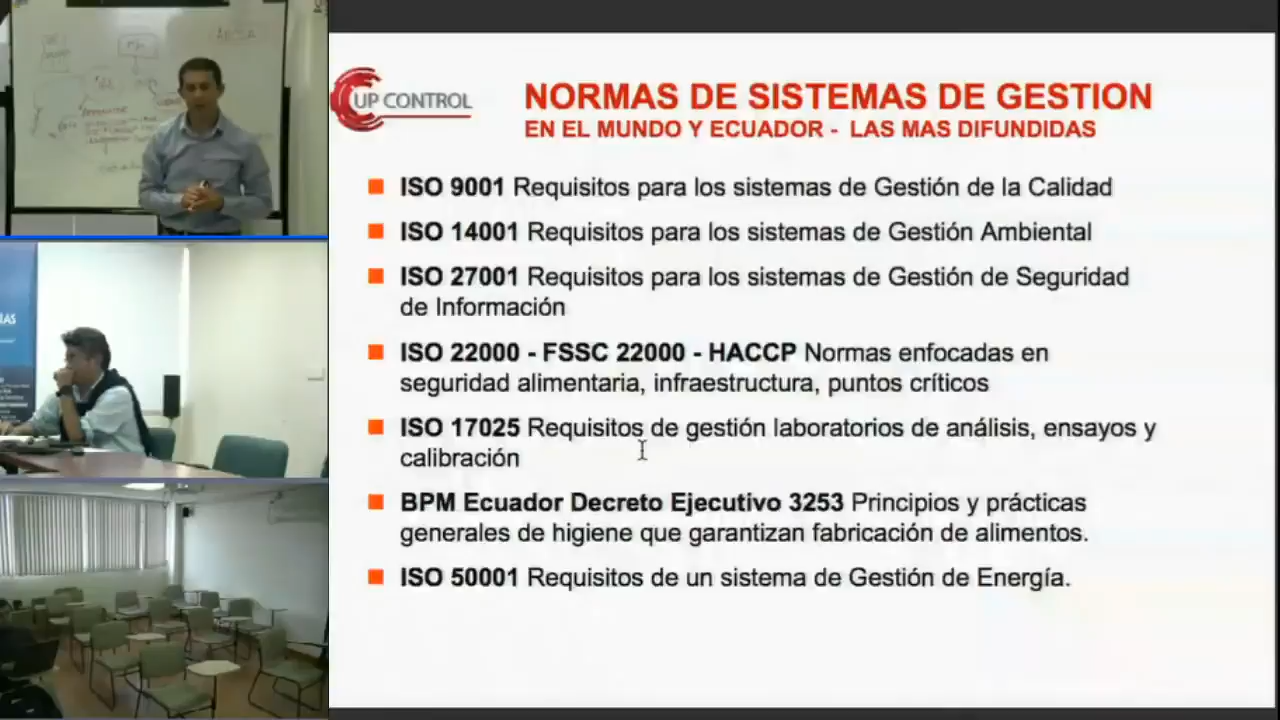 UP CONTROL
NORMAS DE SISTEMAS DE GESTION
EN EL MUNDO Y ECUADOR - LAS MAS DIFUNDIDAS
ISO 9001 Requisitos para los sistemas de Gestión de la Calidad
ISO 14001 Requisitos para los sistemas de Gestión Ambiental
ISO 27001 Requisitos para los sistemas de Gestión de Seguridad
de Información
ISO 22000 - FSSC 22000 - HACCP Normas enfocadas en
seguridad alimentaria, infraestructura, puntos críticos
ISO 17025 Requisitos de gestión laboratorios de análisis, ensayos y
calibración
BPM Ecuador Decreto Ejecutivo 3253 Principios y prácticas
generales de higiene que garantizan fabricación de alimentos.
ISO 50001 Requisitos de un sistema de Gestión de Energía.